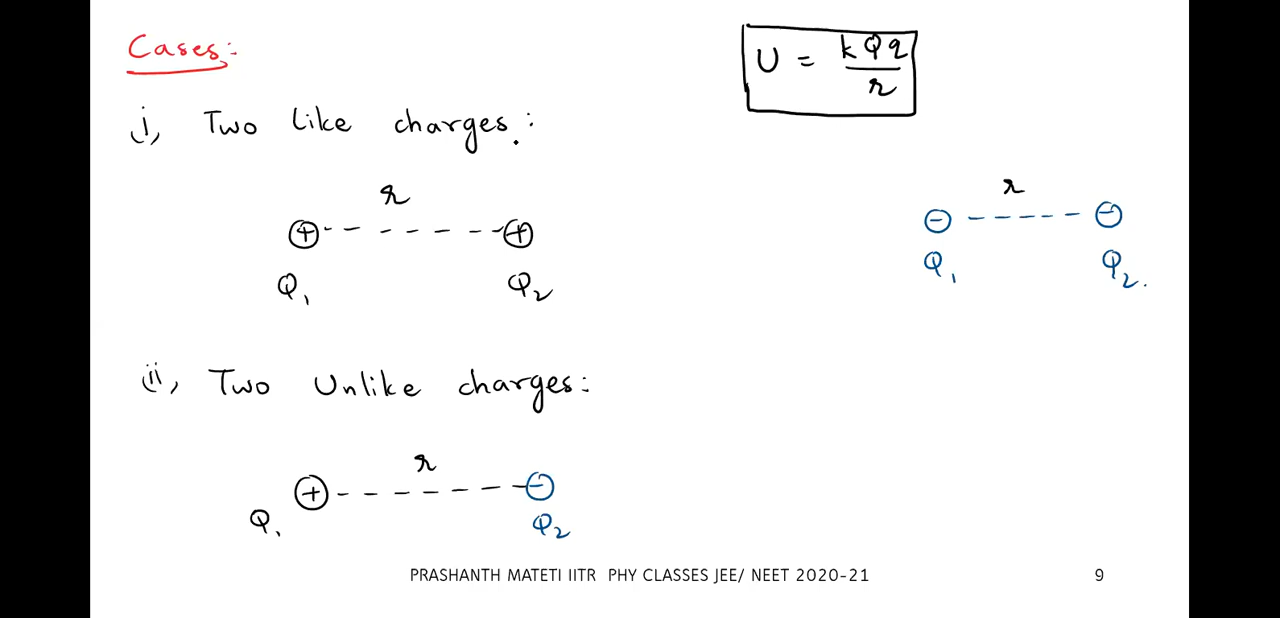 Cases:
U = kQq/r
i, Two like charges:
r
r
⊕ ⊕
⊖ ⊖
Q₁ Q₂
Q₁ Q₂.
ii, Two Unlike charges:
r
⊕ ⊖
Q₁ Q₂
PRASHANTH MATETI IITR PHY CLASSES JEE/ NEET 2020-21
9